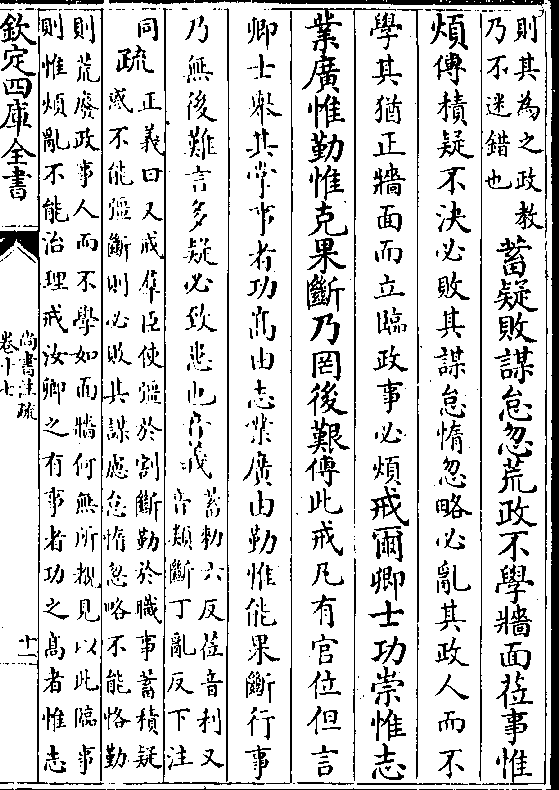 則其為之政教
乃不迷錯也
蓄疑敗謀怠忽荒政不學牆面莅事惟
煩傳積疑不決必敗其謀怠惰忽略必亂其政人而不
學其猶正牆面而立臨政事必煩戒爾卿士功崇惟志
業廣惟勤惟克果斷乃罔後艱傳此戒凡有官位但言
卿士舉其掌事者功髙由志業廣由勤惟能果斷行事
乃無後難言多疑必致患也音義
蓄勅六反莅音利又
音類斷丁亂反下注
同
疏
正義曰又戒羣臣使彊於割斷勤於職事蓄積疑
惑不能彊斷則必敗其謀慮怠惰忽略不能恪勤
則荒廢政事人而不學如面牆何無所覩見以此臨事
則惟煩亂不能治理戒汝卿之有事者功之髙者惟志
欽定四庫全書
尚書注疏
卷十七
十一